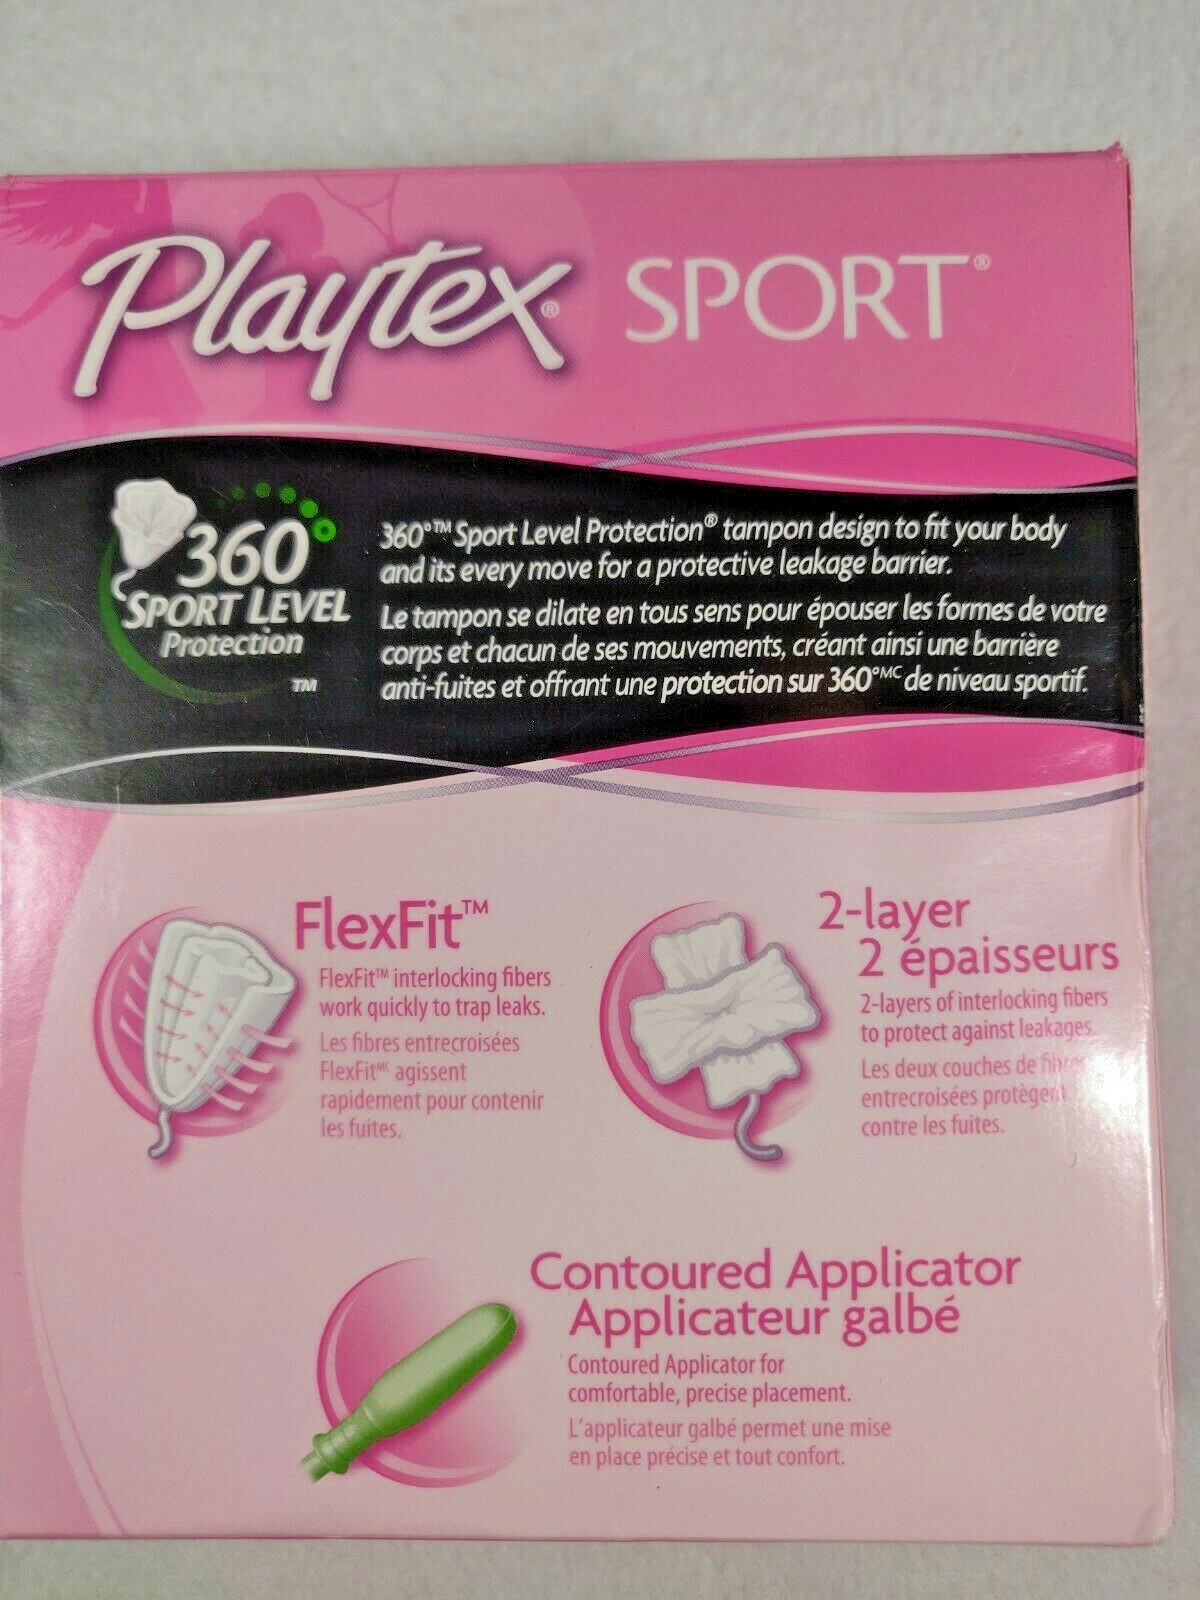 Playtex® SPORT®
360°
SPORT LEVEL
Protection
TM
360°™ Sport Level Protection® tampon design to fit your body
and its every move for a protective leakage barrier.
Le tampon se dilate en tous sens pour épouser les formes de votre
corps et chacun de ses mouvements, créant ainsi une barrière
anti-fuites et offrant une protection sur 360°MC de niveau sportif.
FlexFit™
FlexFit™ interlocking fibers
work quickly to trap leaks.
Les fibres entrecroisées
FlexFitMC agissent
rapidement pour contenir
les fuites.
2-layer
2 épaisseurs
2-layers of interlocking fibers
to protect against leakages.
Les deux couches de fibres
entrecroisées protègent
contre les fuites.
Contoured Applicator
Applicateur galbé
Contoured Applicator for
comfortable, precise placement.
L'applicateur galbé permet une mise
en place précise et tout confort.